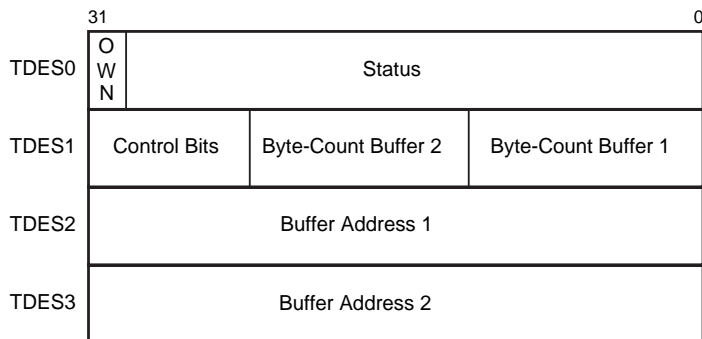 31 0
TDES0 OWN Status
TDES1 Control Bits Byte-Count Buffer 2 Byte-Count Buffer 1
TDES2 Buffer Address 1
TDES3 Buffer Address 2